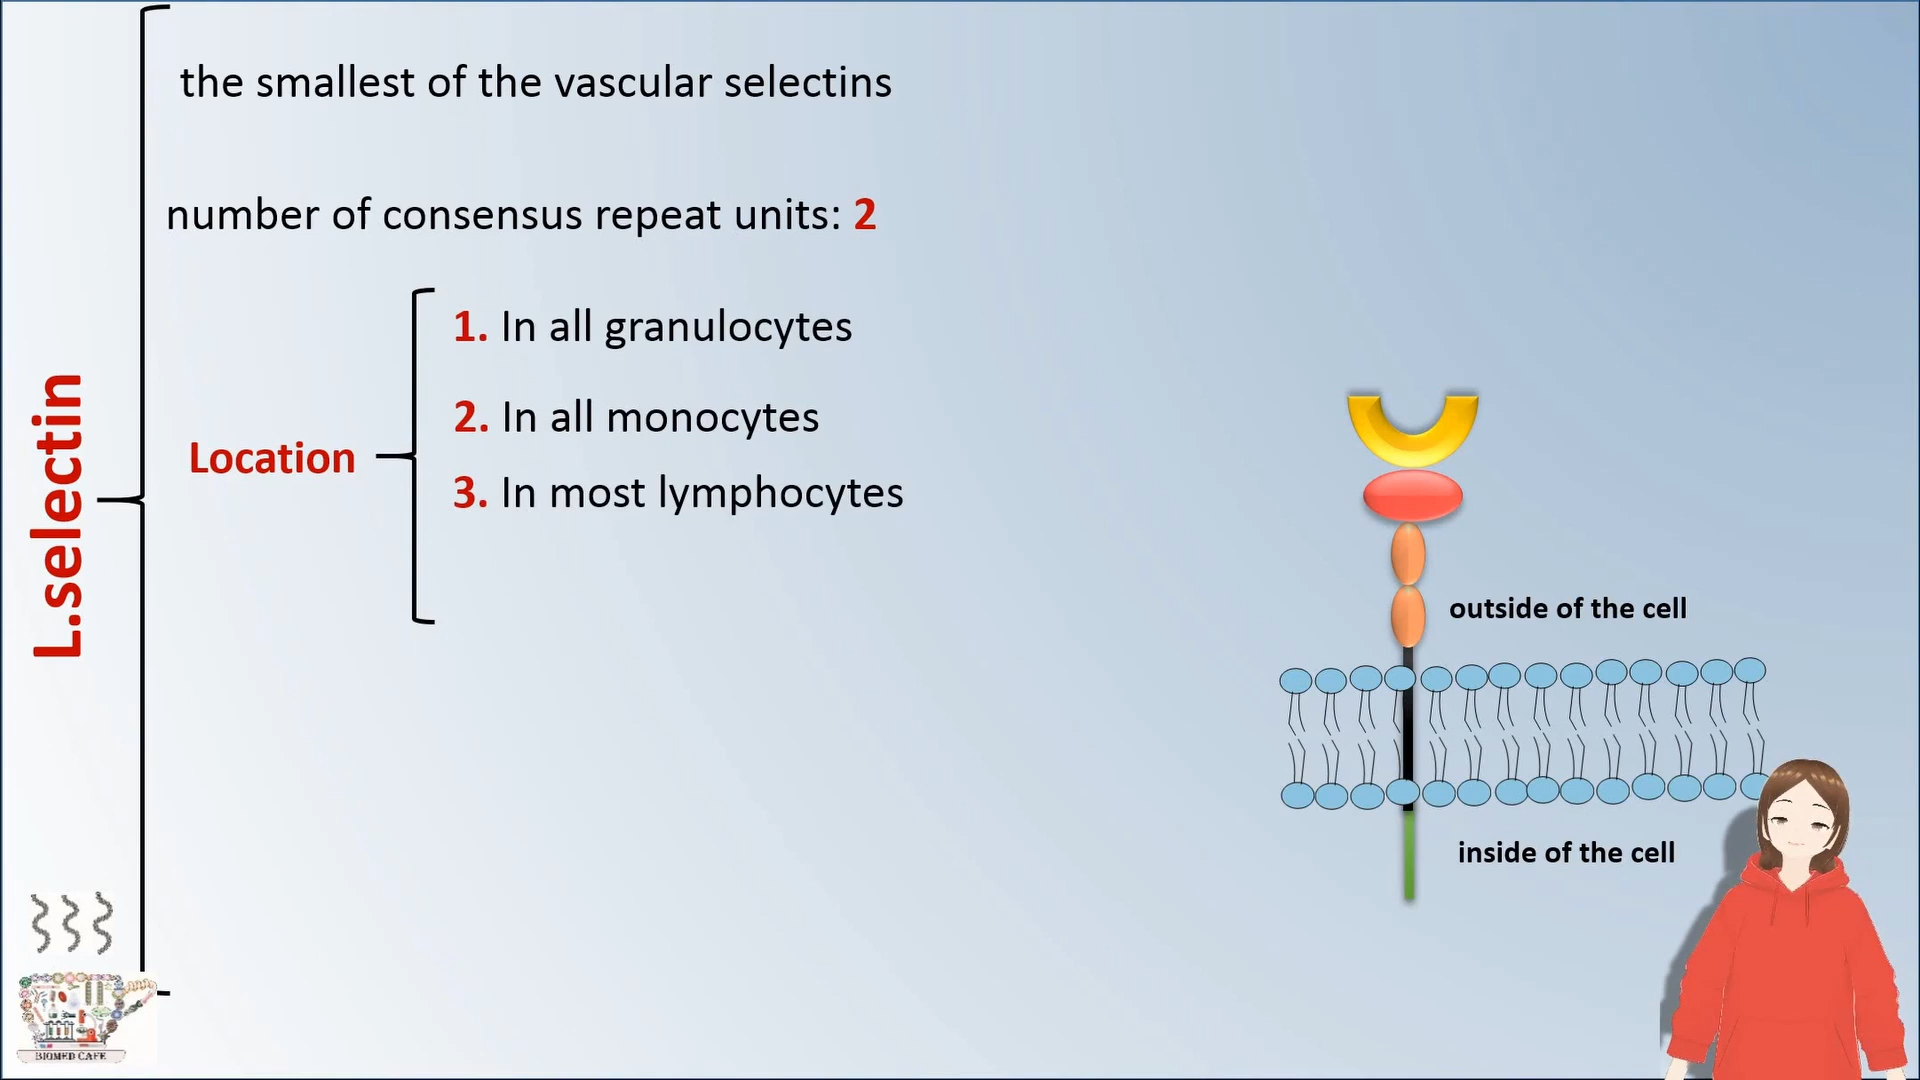 L.selectin
the smallest of the vascular selectins
number of consensus repeat units: 2
Location
1. In all granulocytes
2. In all monocytes
3. In most lymphocytes
outside of the cell
inside of the cell
BIOMED CAFE